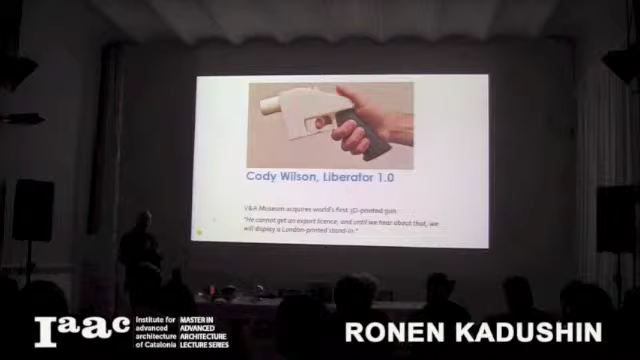 Cody Wilson, Liberator 1.0
V&A Museum acquires world's first 3D-printed gun
"He cannot get an export licence, and until we hear about that, we
will display a London-printed stand-in."
Iaac
Institute for
advanced
architecture
of Catalonia
MASTER IN
ADVANCED
ARCHITECTURE
LECTURE SERIES
RONEN KADUSHIN